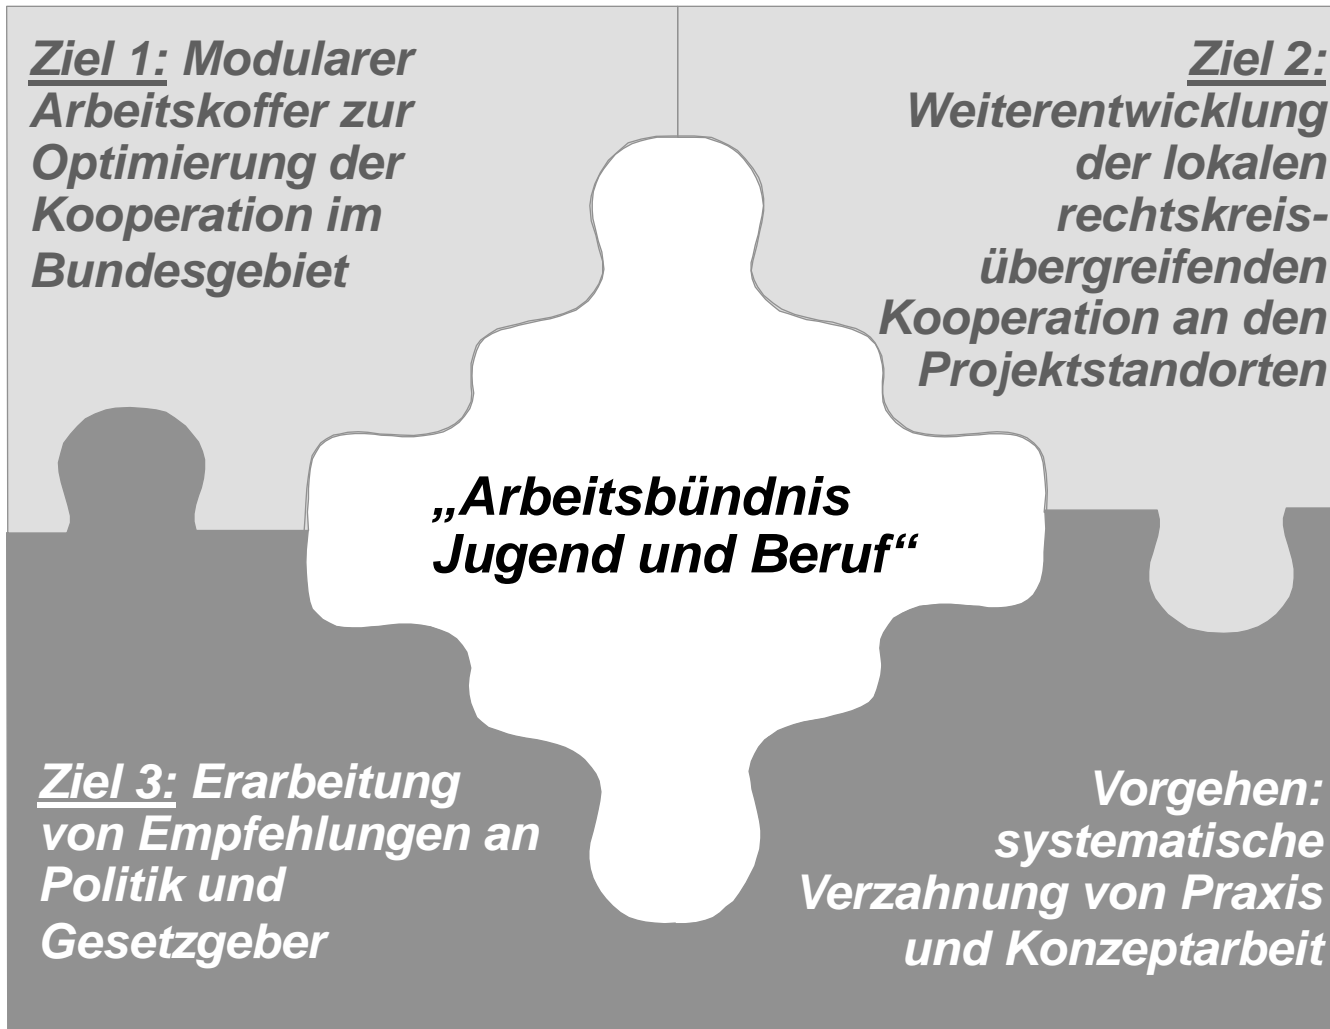 Ziel 1: Modularer
Arbeitskoffer zur
Optimierung der
Kooperation im
Bundesgebiet
Ziel 2:
Weiterentwicklung
der lokalen
rechtskreis-
übergreifenden
Kooperation an den
Projektstandorten
„Arbeitsbündnis
Jugend und Beruf“
Ziel 3: Erarbeitung
von Empfehlungen an
Politik und
Gesetzgeber
Vorgehen:
systematische
Verzahnung von Praxis
und Konzeptarbeit